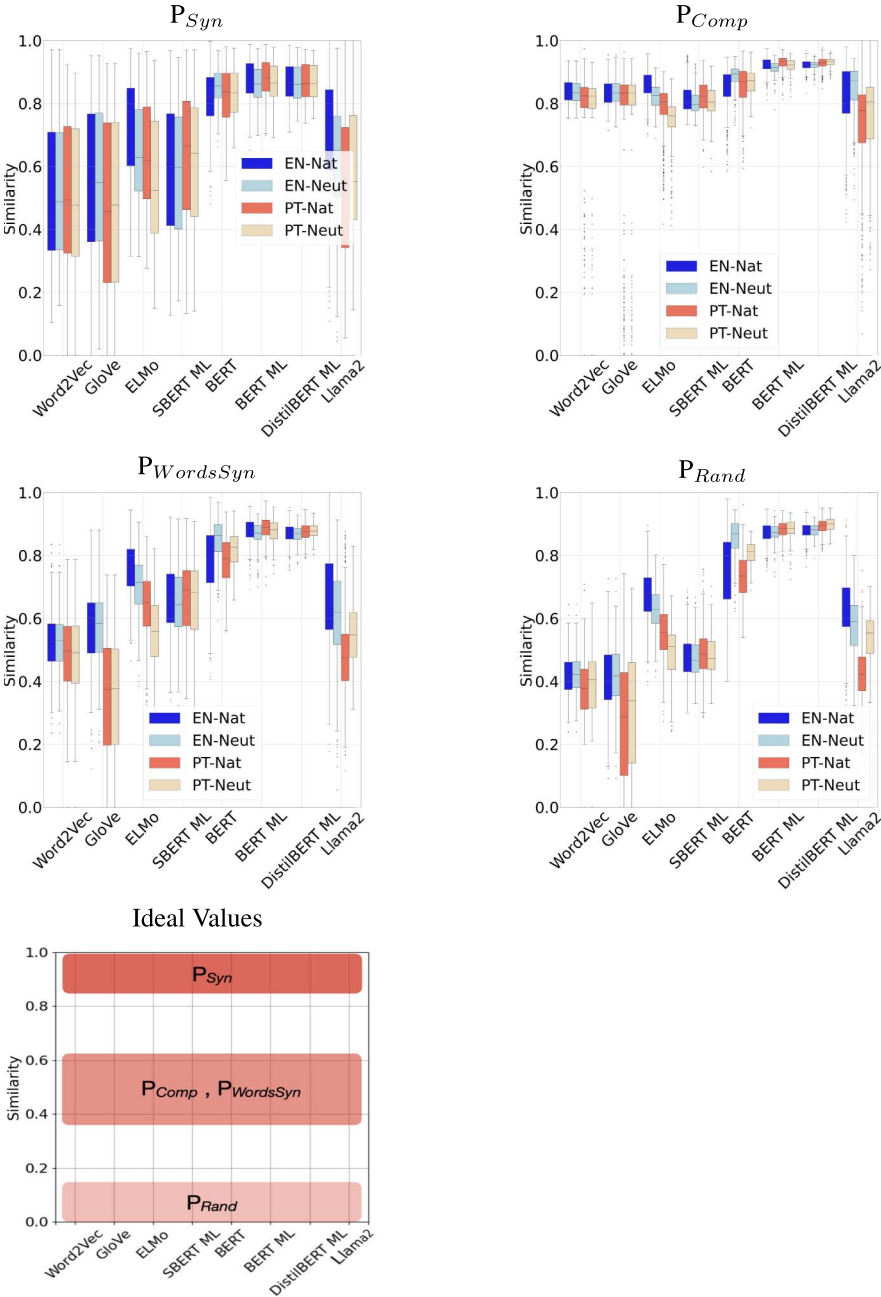 P_Syn
1.0
0.8
0.6
0.4
0.2
0.0
Similarity
EN-Nat
EN-Neut
PT-Nat
PT-Neut
Word2Vec
GloVe
ELMo
SBERT ML
BERT
BERT ML
DistilBERT ML
Llama2
P_Comp
1.0
0.8
0.6
0.4
0.2
0.0
Similarity
EN-Nat
EN-Neut
PT-Nat
PT-Neut
Word2Vec
GloVe
ELMo
SBERT ML
BERT
BERT ML
DistilBERT ML
Llama2
P_WordsSyn
1.0
0.8
0.6
0.4
0.2
0.0
Similarity
EN-Nat
EN-Neut
PT-Nat
PT-Neut
Word2Vec
GloVe
ELMo
SBERT ML
BERT
BERT ML
DistilBERT ML
Llama2
P_Rand
1.0
0.8
0.6
0.4
0.2
0.0
Similarity
EN-Nat
EN-Neut
PT-Nat
PT-Neut
Word2Vec
GloVe
ELMo
SBERT ML
BERT
BERT ML
DistilBERT ML
Llama2
Ideal Values
1.0
0.8
0.6
0.4
0.2
0.0
Similarity
P_Syn
P_Comp , P_WordsSyn
P_Rand
Word2Vec
GloVe
ELMo
SBERT ML
BERT
BERT ML
DistilBERT ML
Llama2